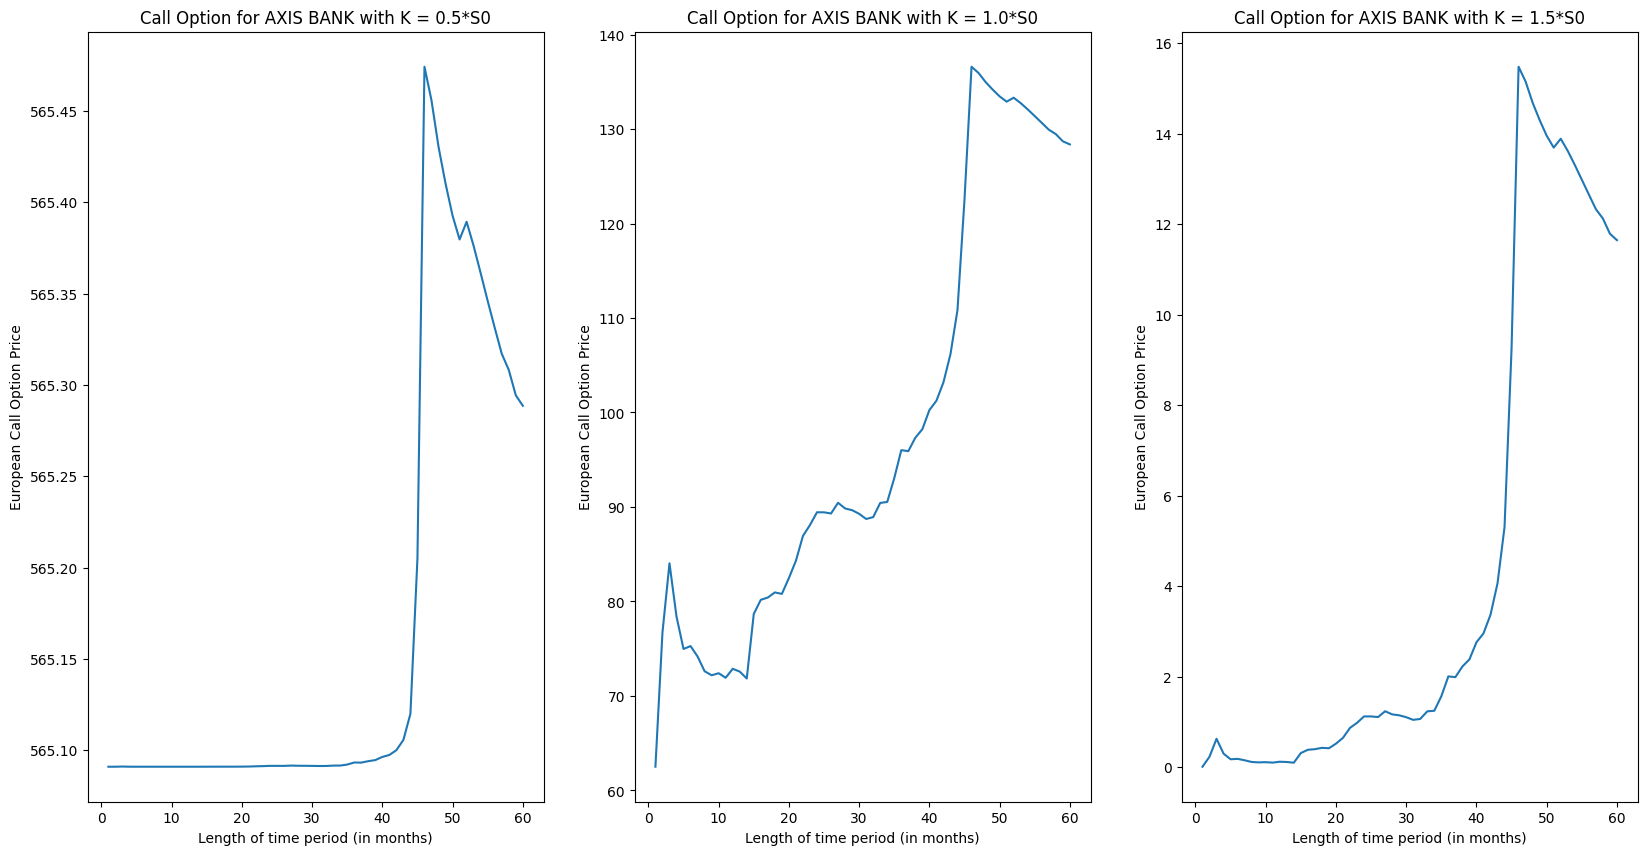 Call Option for AXIS BANK with K = 0.5*S0
European Call Option Price
565.45
565.40
565.35
565.30
565.25
565.20
565.15
565.10
0 10 20 30 40 50 60
Length of time period (in months)
Call Option for AXIS BANK with K = 1.0*S0
European Call Option Price
140
130
120
110
100
90
80
70
60
0 10 20 30 40 50 60
Length of time period (in months)
Call Option for AXIS BANK with K = 1.5*S0
European Call Option Price
16
14
12
10
8
6
4
2
0
0 10 20 30 40 50 60
Length of time period (in months)